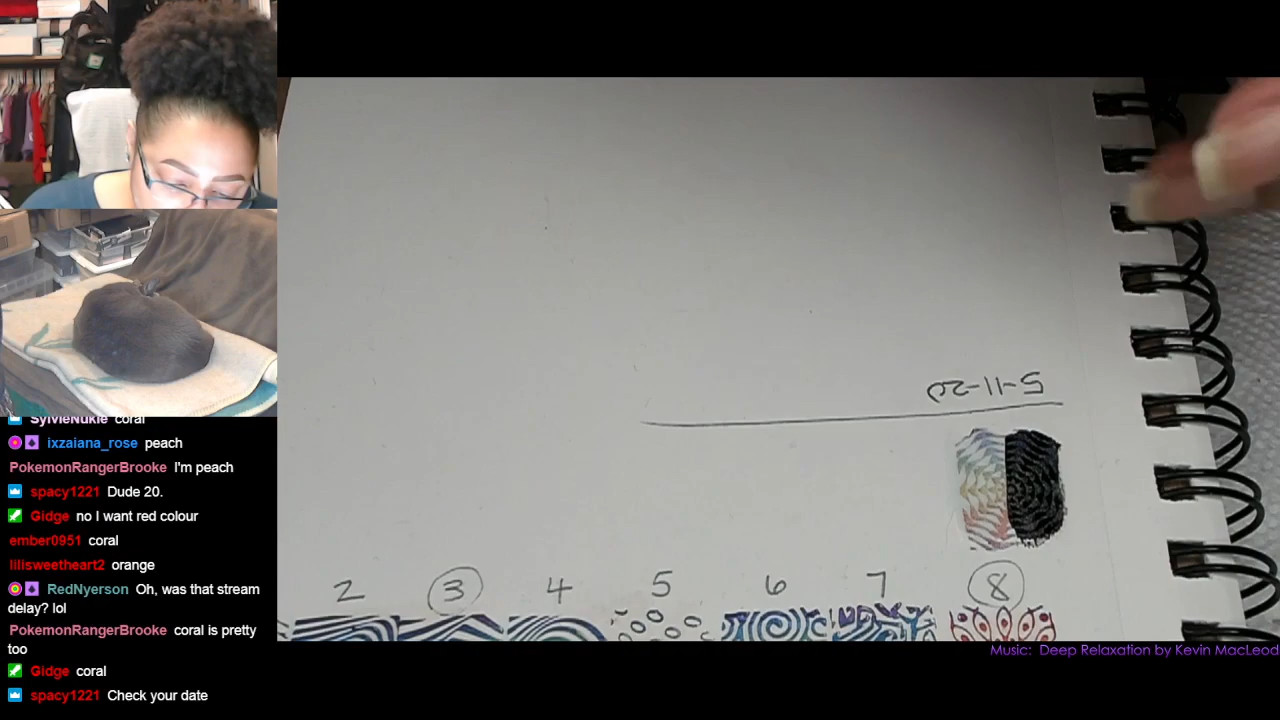 SylvieNukie coral
ixzaiana_rose peach
PokemonRangerBrooke I'm peach
spacy1221 Dude 20.
Gidge no I want red colour
ember0951 coral
lilisweetheart2 orange
RedNyerson Oh, was that stream
delay? lol
PokemonRangerBrooke coral is pretty
too
Gidge coral
spacy1221 Check your date
5-11-20
2 3 4 5 6 7 8
Music: Deep Relaxation by Kevin MacLeod